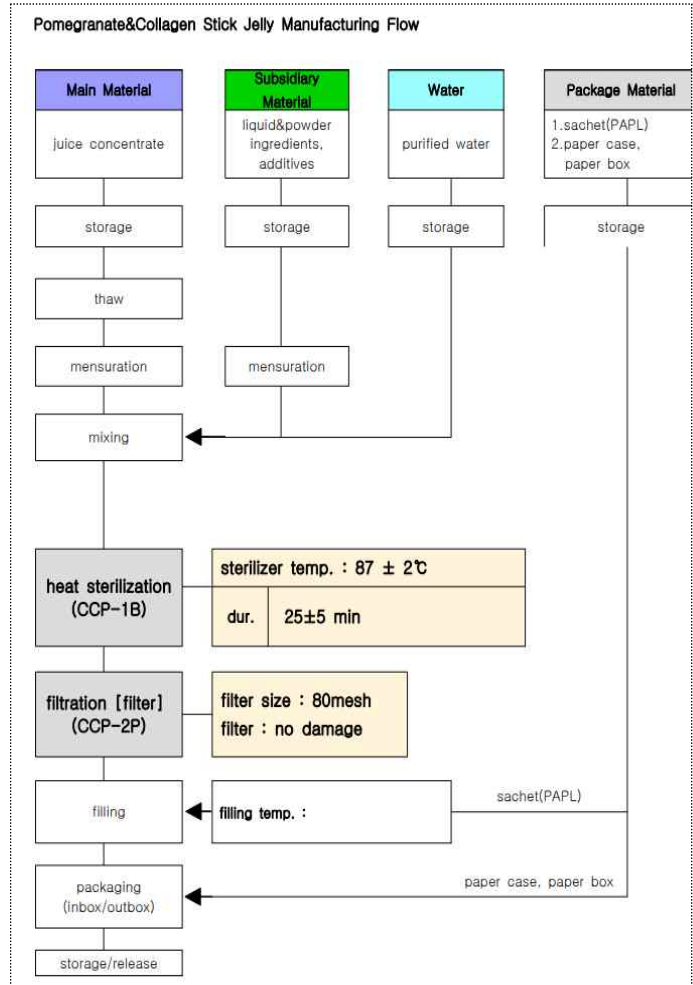 Pomegranate&Collagen Stick Jelly Manufacturing Flow
Main Material
Subsidiary
Material
Water
Package Material
juice concentrate
liquid&powder
ingredients,
additives
purified water
1.sachet(PAPL)
2.paper case,
paper box
storage
storage
storage
storage
thaw
mensuration
mensuration
mixing
heat sterilization
(CCP-1B)
sterilizer temp. : 87 ± 2℃
dur.
25±5 min
filtration [filter]
(CCP-2P)
filter size : 80mesh
filter : no damage
filling
filling temp. :
sachet(PAPL)
packaging
(inbox/outbox)
paper case, paper box
storage/release